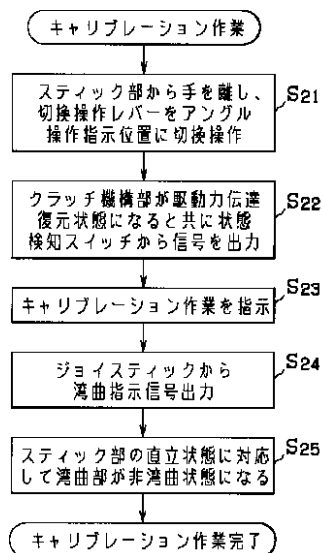 キャリブレーション作業
スティック部から手を離し、
切換操作レバーをアングル
操作指示位置に切換操作
S21
クラッチ機構部が駆動力伝達
復元状態になると共に状態
検知スイッチから信号を出力
S22
キャリブレーション作業を指示
S23
ジョイスティックから
湾曲指示信号出力
S24
スティック部の直立状態に対応
して湾曲部が非湾曲状態になる
S25
キャリブレーション作業完了